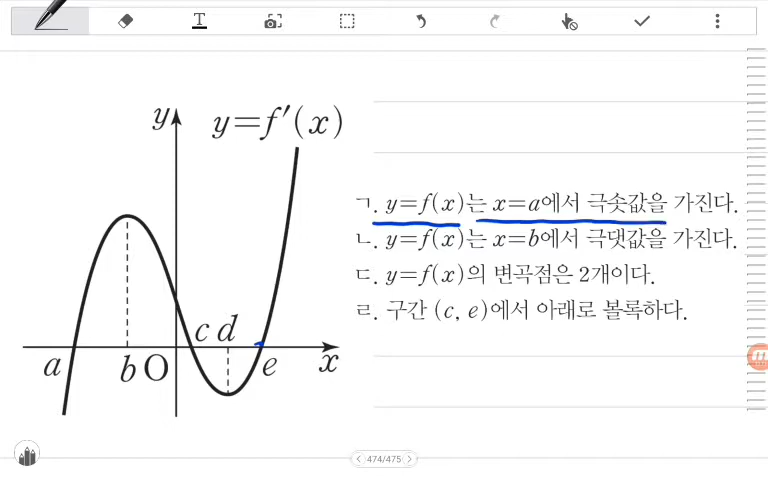 T
y y=f′(x)
ㄱ. y=f(x)는 x=a에서 극솟값을 가진다.
ㄴ. y=f(x)는 x=b에서 극댓값을 가진다.
ㄷ. y=f(x)의 변곡점은 2개이다.
ㄹ. 구간 (c, e)에서 아래로 볼록하다.
c d
a b O e x
474/475